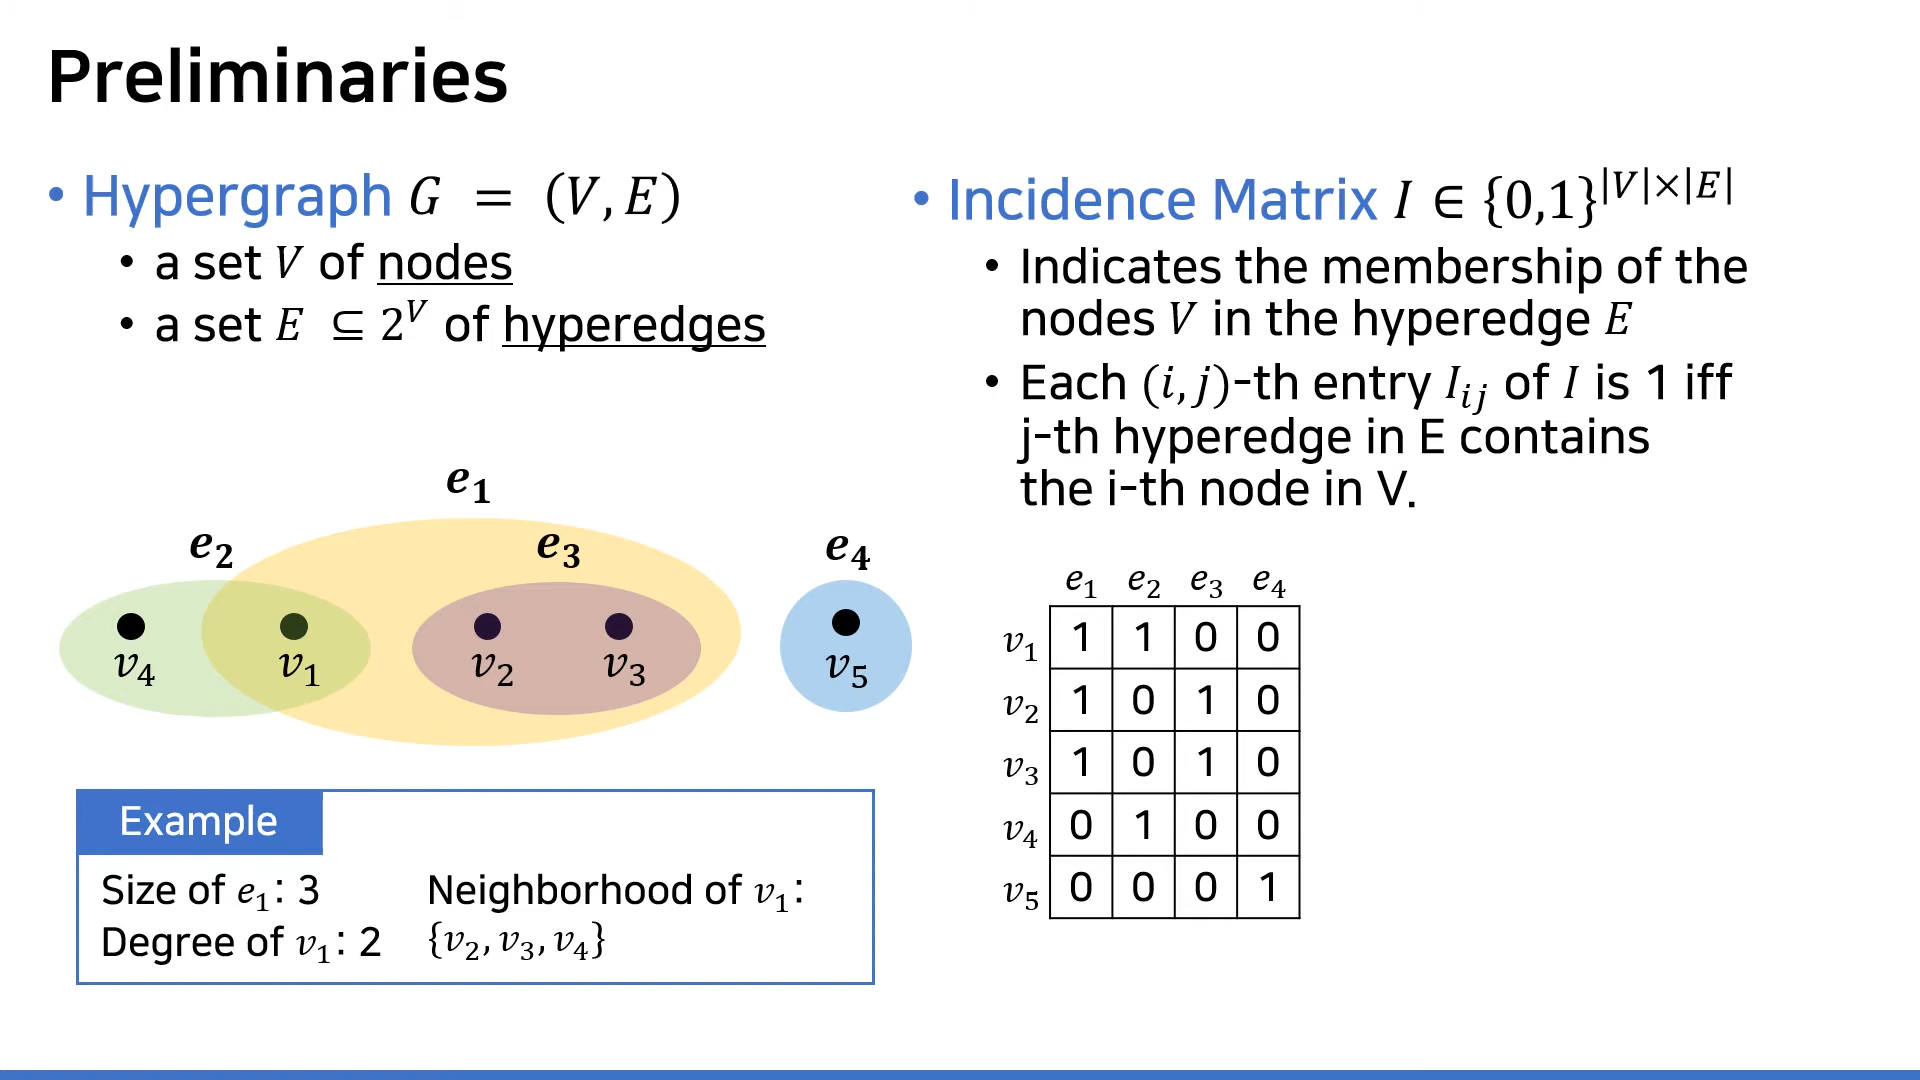 Preliminaries
• Hypergraph G = (V, E)
• a set V of nodes
• a set E ⊆ 2^V of hyperedges
e₁
e₂ e₃ e₄
v₄ v₁ v₂ v₃ v₅
Example
Size of e₁: 3
Degree of v₁: 2
Neighborhood of v₁:
{v₂, v₃, v₄}
• Incidence Matrix I ∈ {0,1}^|V|×|E|
• Indicates the membership of the
nodes V in the hyperedge E
• Each (i, j)-th entry Iᵢⱼ of I is 1 iff
j-th hyperedge in E contains
the i-th node in V.
e₁ e₂ e₃ e₄
v₁ 1 1 0 0
v₂ 1 0 1 0
v₃ 1 0 1 0
v₄ 0 1 0 0
v₅ 0 0 0 1